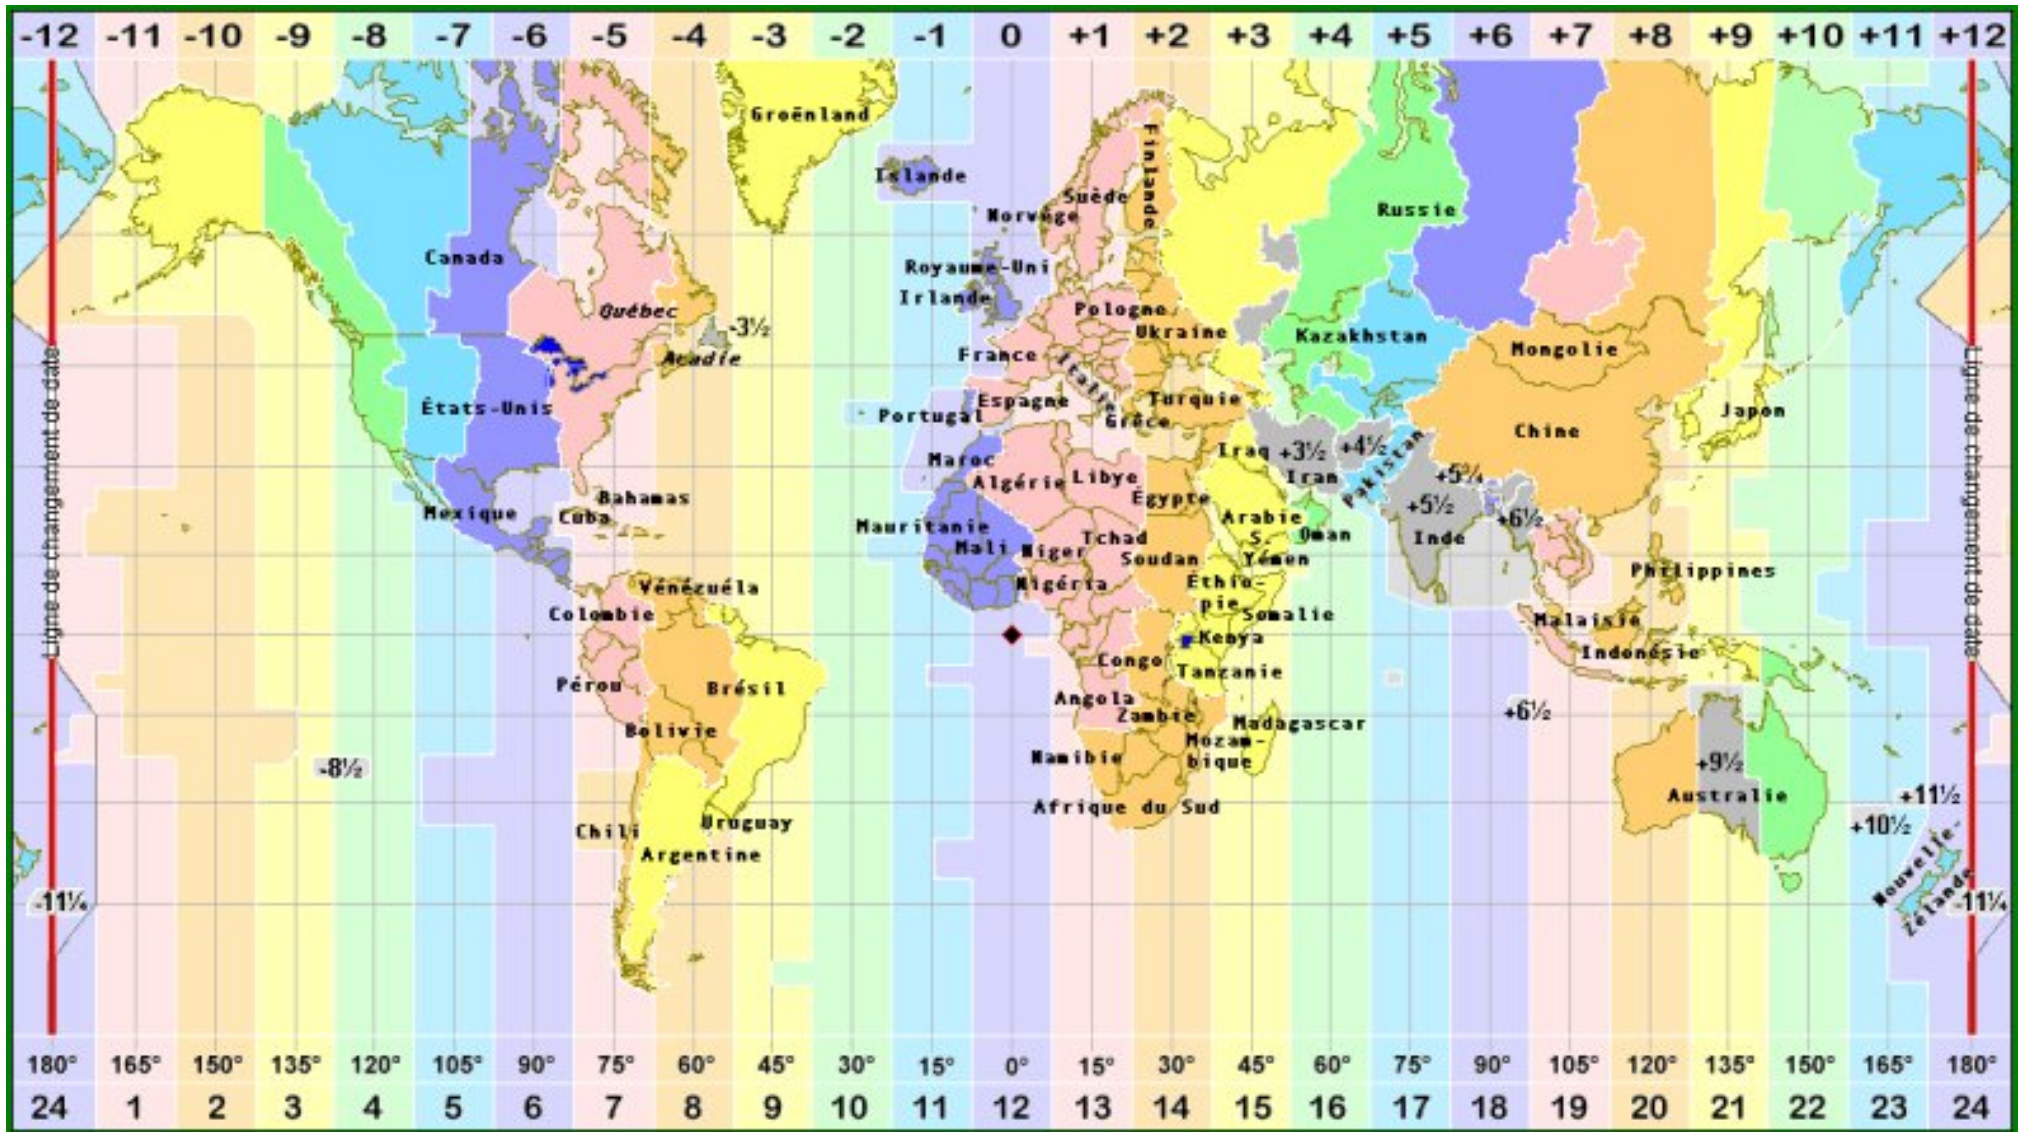 -12 -11 -10 -9 -8 -7 -6 -5 -4 -3 -2 -1 0 +1 +2 +3 +4 +5 +6 +7 +8 +9 +10 +11 +12
Groënland
Finlande
Islande
Suède
Norvège
Russie
Canada
Royaume-Uni
Irlande
Québec
Pologne
-3½
Ukraine
Kazakhstan
Mongolie
Acadie
France
Italie
États-Unis
Espagne
Turquie
Japon
Portugal
Grèce
Chine
Ligne de changement de date
Ligne de changement de date
Maroc
Iraq
+3½
+4½
Pakistan
Iran
Algérie
Libye
+5¾
Bahamas
Égypte
+5½
Mexique
Cuba
Arabie
S.
+6½
Mauritanie
Oman
Inde
Mali
Niger
Tchad
Soudan
Yémen
Philippines
Vénézuéla
Nigéria
Éthio-
pie
Colombie
Somalie
Malaisie
Kenya
Indonésie
Congo
Tanzanie
Pérou
Brésil
Angola
+6½
Zambie
Madagascar
Bolivie
Mozam-
bique
Namibie
-8½
+9½
Australie
+11½
Afrique du Sud
Chili
Uruguay
+10½
Argentine
Nouvelle-
Zélande
-11¼
-11¼
180° 165° 150° 135° 120° 105° 90° 75° 60° 45° 30° 15° 0° 15° 30° 45° 60° 75° 90° 105° 120° 135° 150° 165° 180°
24 1 2 3 4 5 6 7 8 9 10 11 12 13 14 15 16 17 18 19 20 21 22 23 24